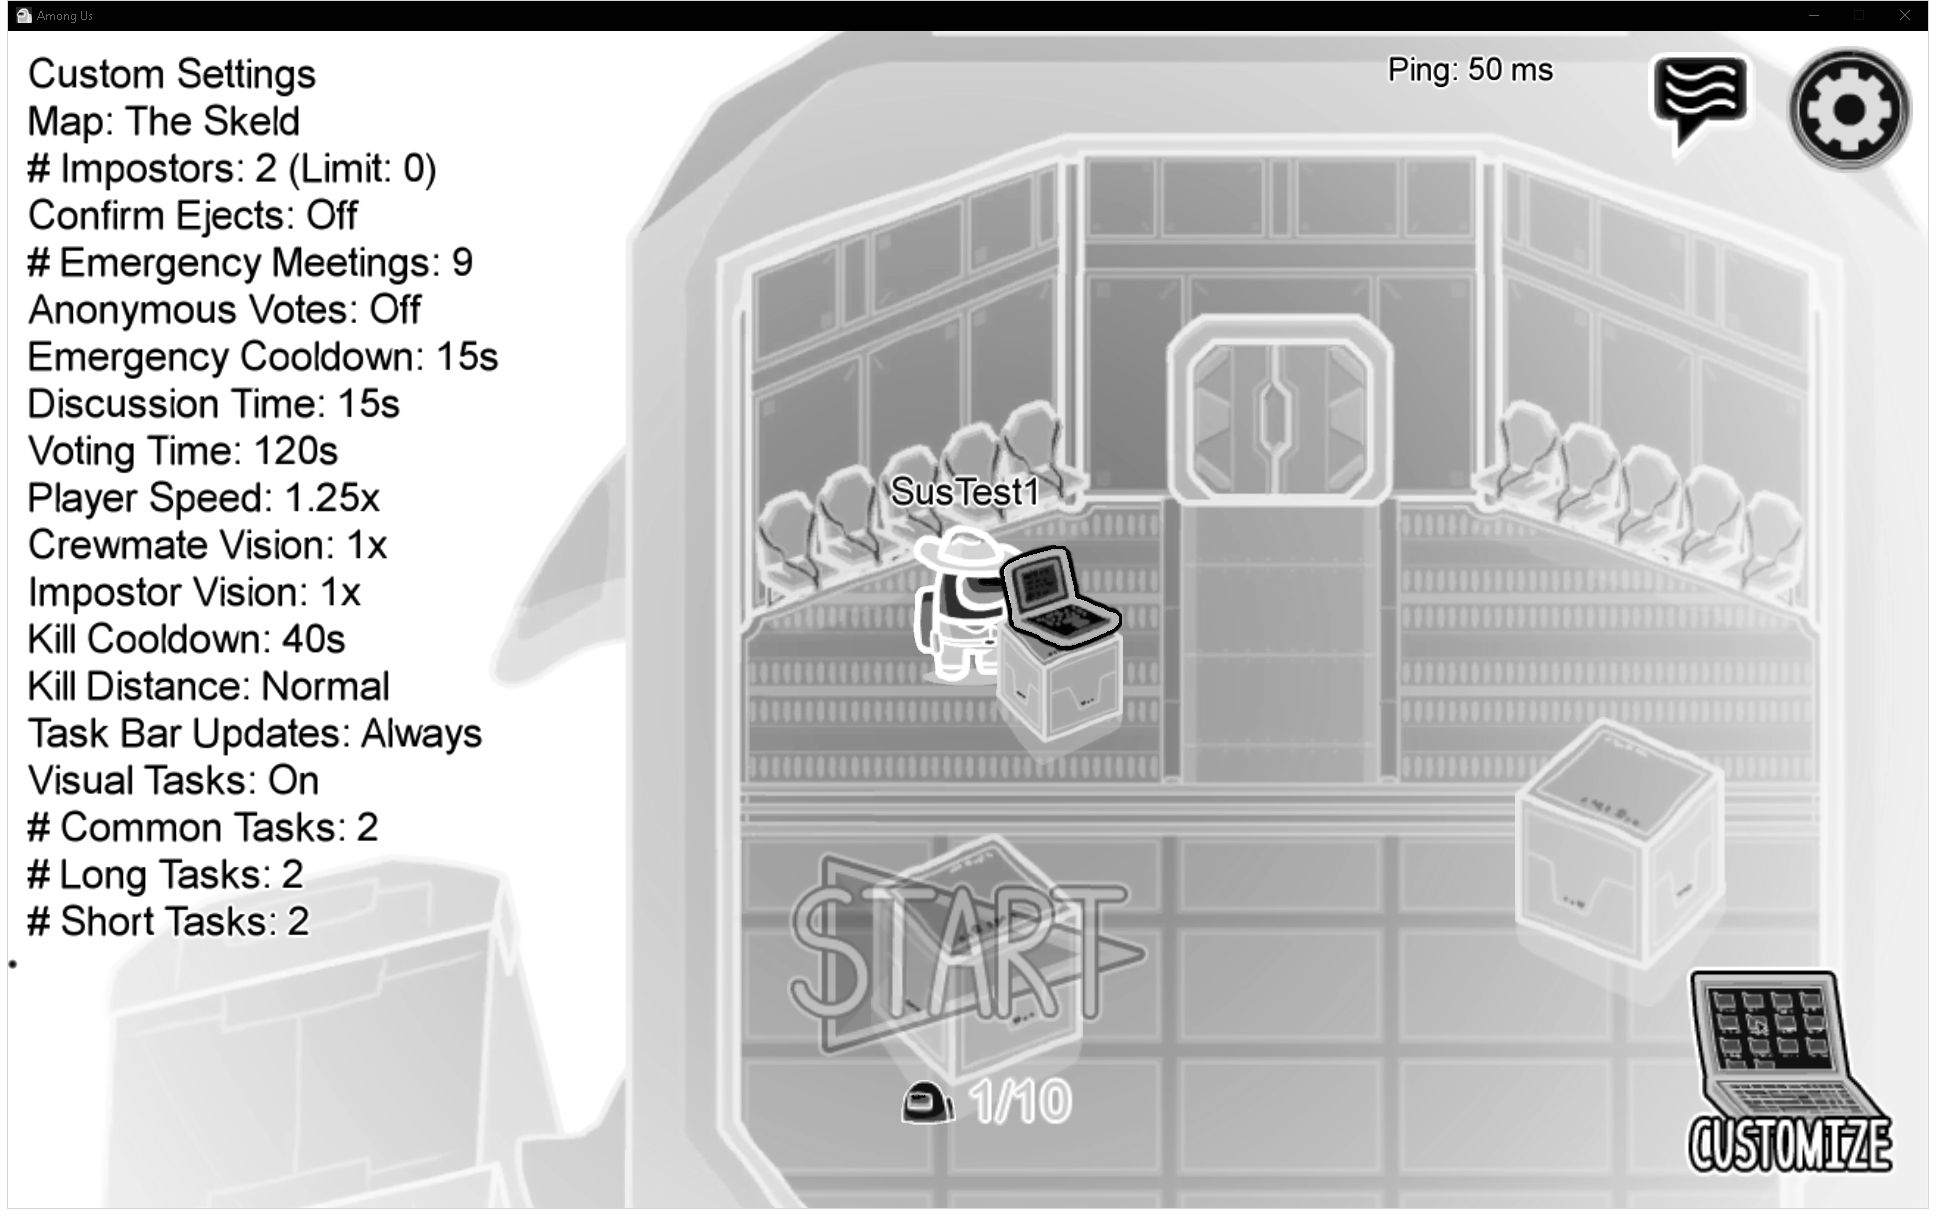 Among Us
Custom Settings
Map: The Skeld
# Impostors: 2 (Limit: 0)
Confirm Ejects: Off
# Emergency Meetings: 9
Anonymous Votes: Off
Emergency Cooldown: 15s
Discussion Time: 15s
Voting Time: 120s
Player Speed: 1.25x
Crewmate Vision: 1x
Impostor Vision: 1x
Kill Cooldown: 40s
Kill Distance: Normal
Task Bar Updates: Always
Visual Tasks: On
# Common Tasks: 2
# Long Tasks: 2
# Short Tasks: 2
Ping: 50 ms
SusTest1
START
1/10
CUSTOMIZE